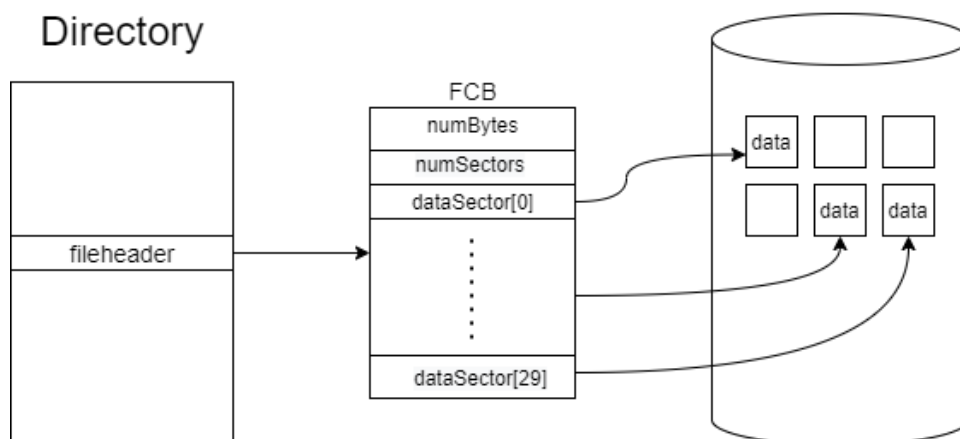 Directory
fileheader
FCB
numBytes
numSectors
dataSector[0]
dataSector[29]
data
data
data